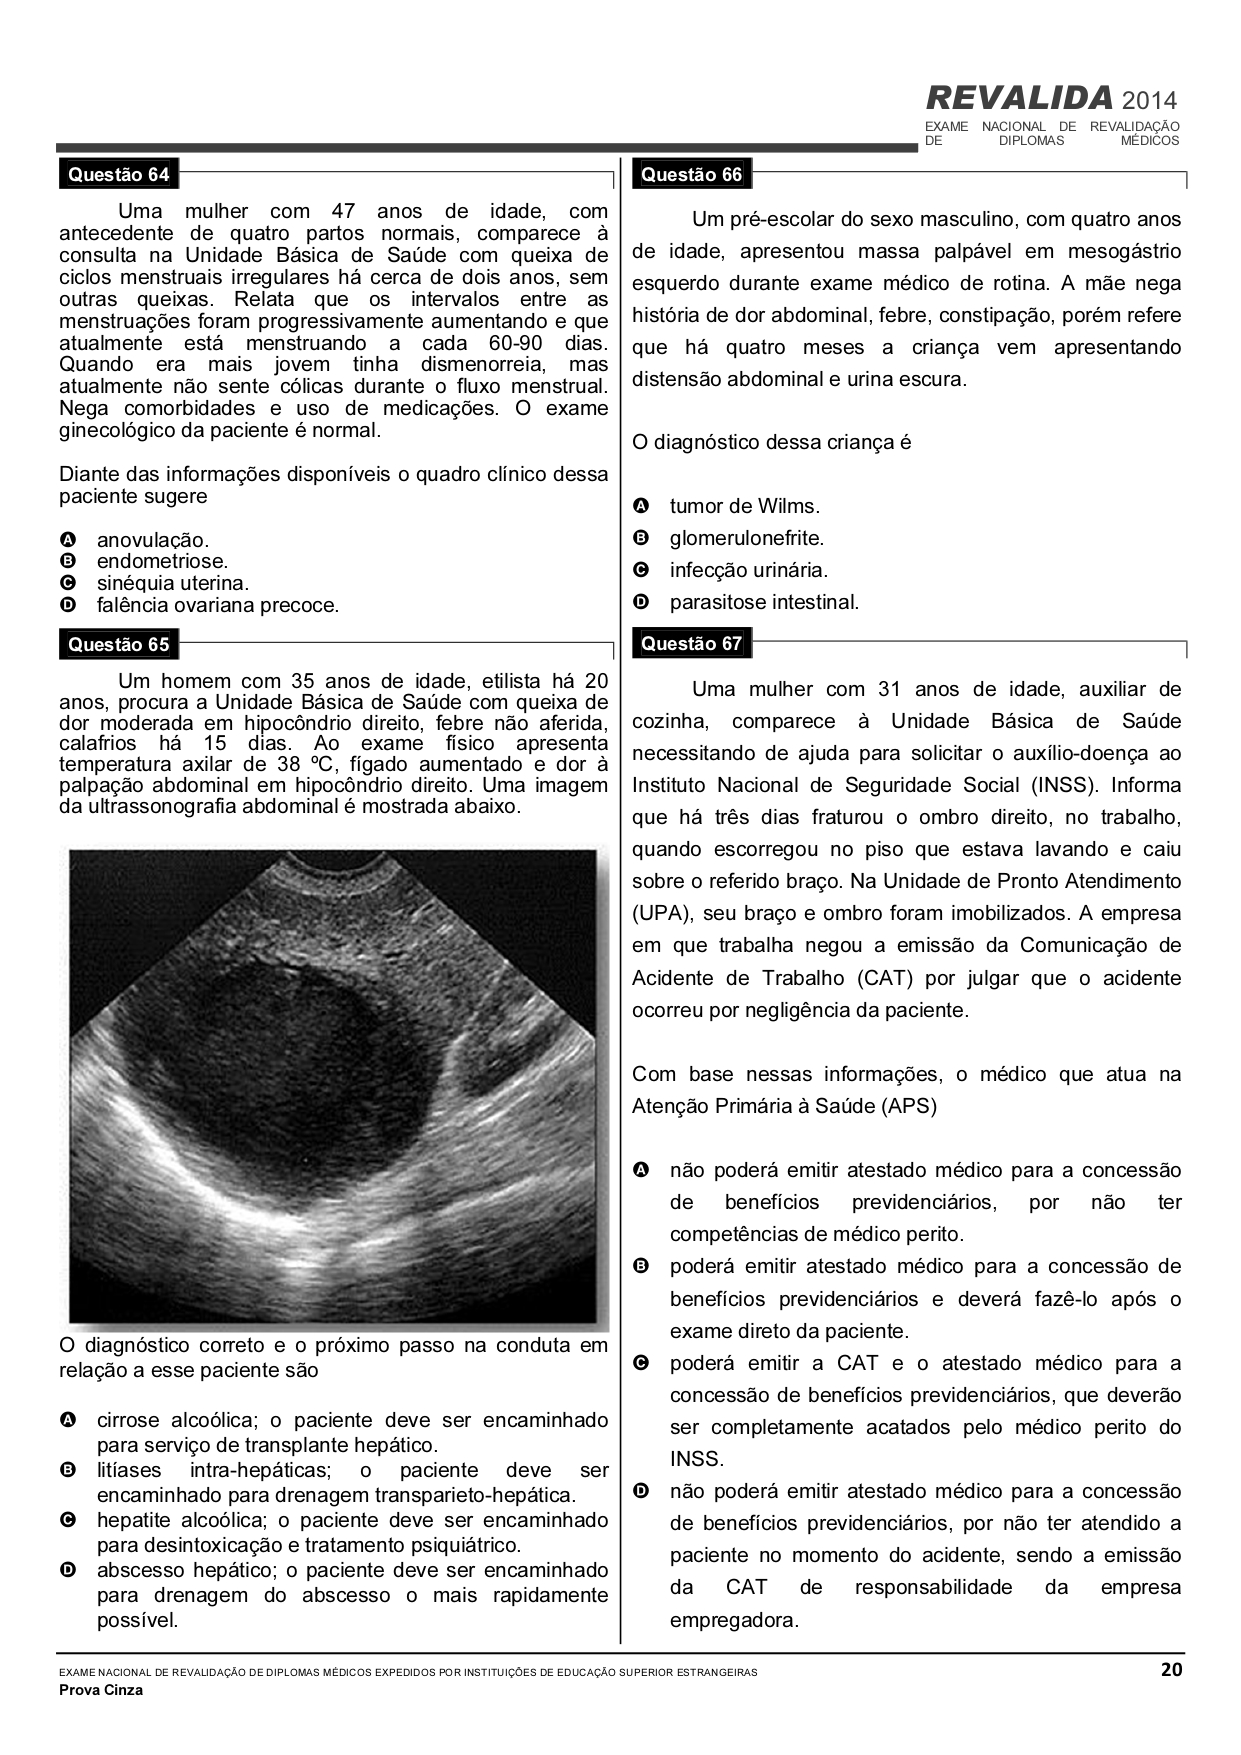 REVALIDA 2014
EXAME NACIONAL DE REVALIDAÇÃO
DE DIPLOMAS MÉDICOS
Questão 64
Uma mulher com 47 anos de idade, com
antecedente de quatro partos normais, comparece à
consulta na Unidade Básica de Saúde com queixa de
ciclos menstruais irregulares há cerca de dois anos, sem
outras queixas. Relata que os intervalos entre as
menstruações foram progressivamente aumentando e que
atualmente está menstruando a cada 60-90 dias.
Quando era mais jovem tinha dismenorreia, mas
atualmente não sente cólicas durante o fluxo menstrual.
Nega comorbidades e uso de medicações. O exame
ginecológico da paciente é normal.
Diante das informações disponíveis o quadro clínico dessa
paciente sugere
A anovulação.
B endometriose.
C sinéquia uterina.
D falência ovariana precoce.
Questão 65
Um homem com 35 anos de idade, etilista há 20
anos, procura a Unidade Básica de Saúde com queixa de
dor moderada em hipocôndrio direito, febre não aferida,
calafrios há 15 dias. Ao exame físico apresenta
temperatura axilar de 38 ºC, fígado aumentado e dor à
palpação abdominal em hipocôndrio direito. Uma imagem
da ultrassonografia abdominal é mostrada abaixo.
O diagnóstico correto e o próximo passo na conduta em
relação a esse paciente são
A cirrose alcoólica; o paciente deve ser encaminhado
para serviço de transplante hepático.
B litíases intra-hepáticas; o paciente deve ser
encaminhado para drenagem transparieto-hepática.
C hepatite alcoólica; o paciente deve ser encaminhado
para desintoxicação e tratamento psiquiátrico.
D abscesso hepático; o paciente deve ser encaminhado
para drenagem do abscesso o mais rapidamente
possível.
Questão 66
Um pré-escolar do sexo masculino, com quatro anos
de idade, apresentou massa palpável em mesogástrio
esquerdo durante exame médico de rotina. A mãe nega
história de dor abdominal, febre, constipação, porém refere
que há quatro meses a criança vem apresentando
distensão abdominal e urina escura.
O diagnóstico dessa criança é
A tumor de Wilms.
B glomerulonefrite.
C infecção urinária.
D parasitose intestinal.
Questão 67
Uma mulher com 31 anos de idade, auxiliar de
cozinha, comparece à Unidade Básica de Saúde
necessitando de ajuda para solicitar o auxílio-doença ao
Instituto Nacional de Seguridade Social (INSS). Informa
que há três dias fraturou o ombro direito, no trabalho,
quando escorregou no piso que estava lavando e caiu
sobre o referido braço. Na Unidade de Pronto Atendimento
(UPA), seu braço e ombro foram imobilizados. A empresa
em que trabalha negou a emissão da Comunicação de
Acidente de Trabalho (CAT) por julgar que o acidente
ocorreu por negligência da paciente.
Com base nessas informações, o médico que atua na
Atenção Primária à Saúde (APS)
A não poderá emitir atestado médico para a concessão
de benefícios previdenciários, por não ter
competências de médico perito.
B poderá emitir atestado médico para a concessão de
benefícios previdenciários e deverá fazê-lo após o
exame direto da paciente.
C poderá emitir a CAT e o atestado médico para a
concessão de benefícios previdenciários, que deverão
ser completamente acatados pelo médico perito do
INSS.
D não poderá emitir atestado médico para a concessão
de benefícios previdenciários, por não ter atendido a
paciente no momento do acidente, sendo a emissão
da CAT de responsabilidade da empresa
empregadora.
EXAME NACIONAL DE REVALIDAÇÃO DE DIPLOMAS MÉDICOS EXPEDIDOS POR INSTITUIÇÕES DE EDUCAÇÃO SUPERIOR ESTRANGEIRAS
20
Prova Cinza